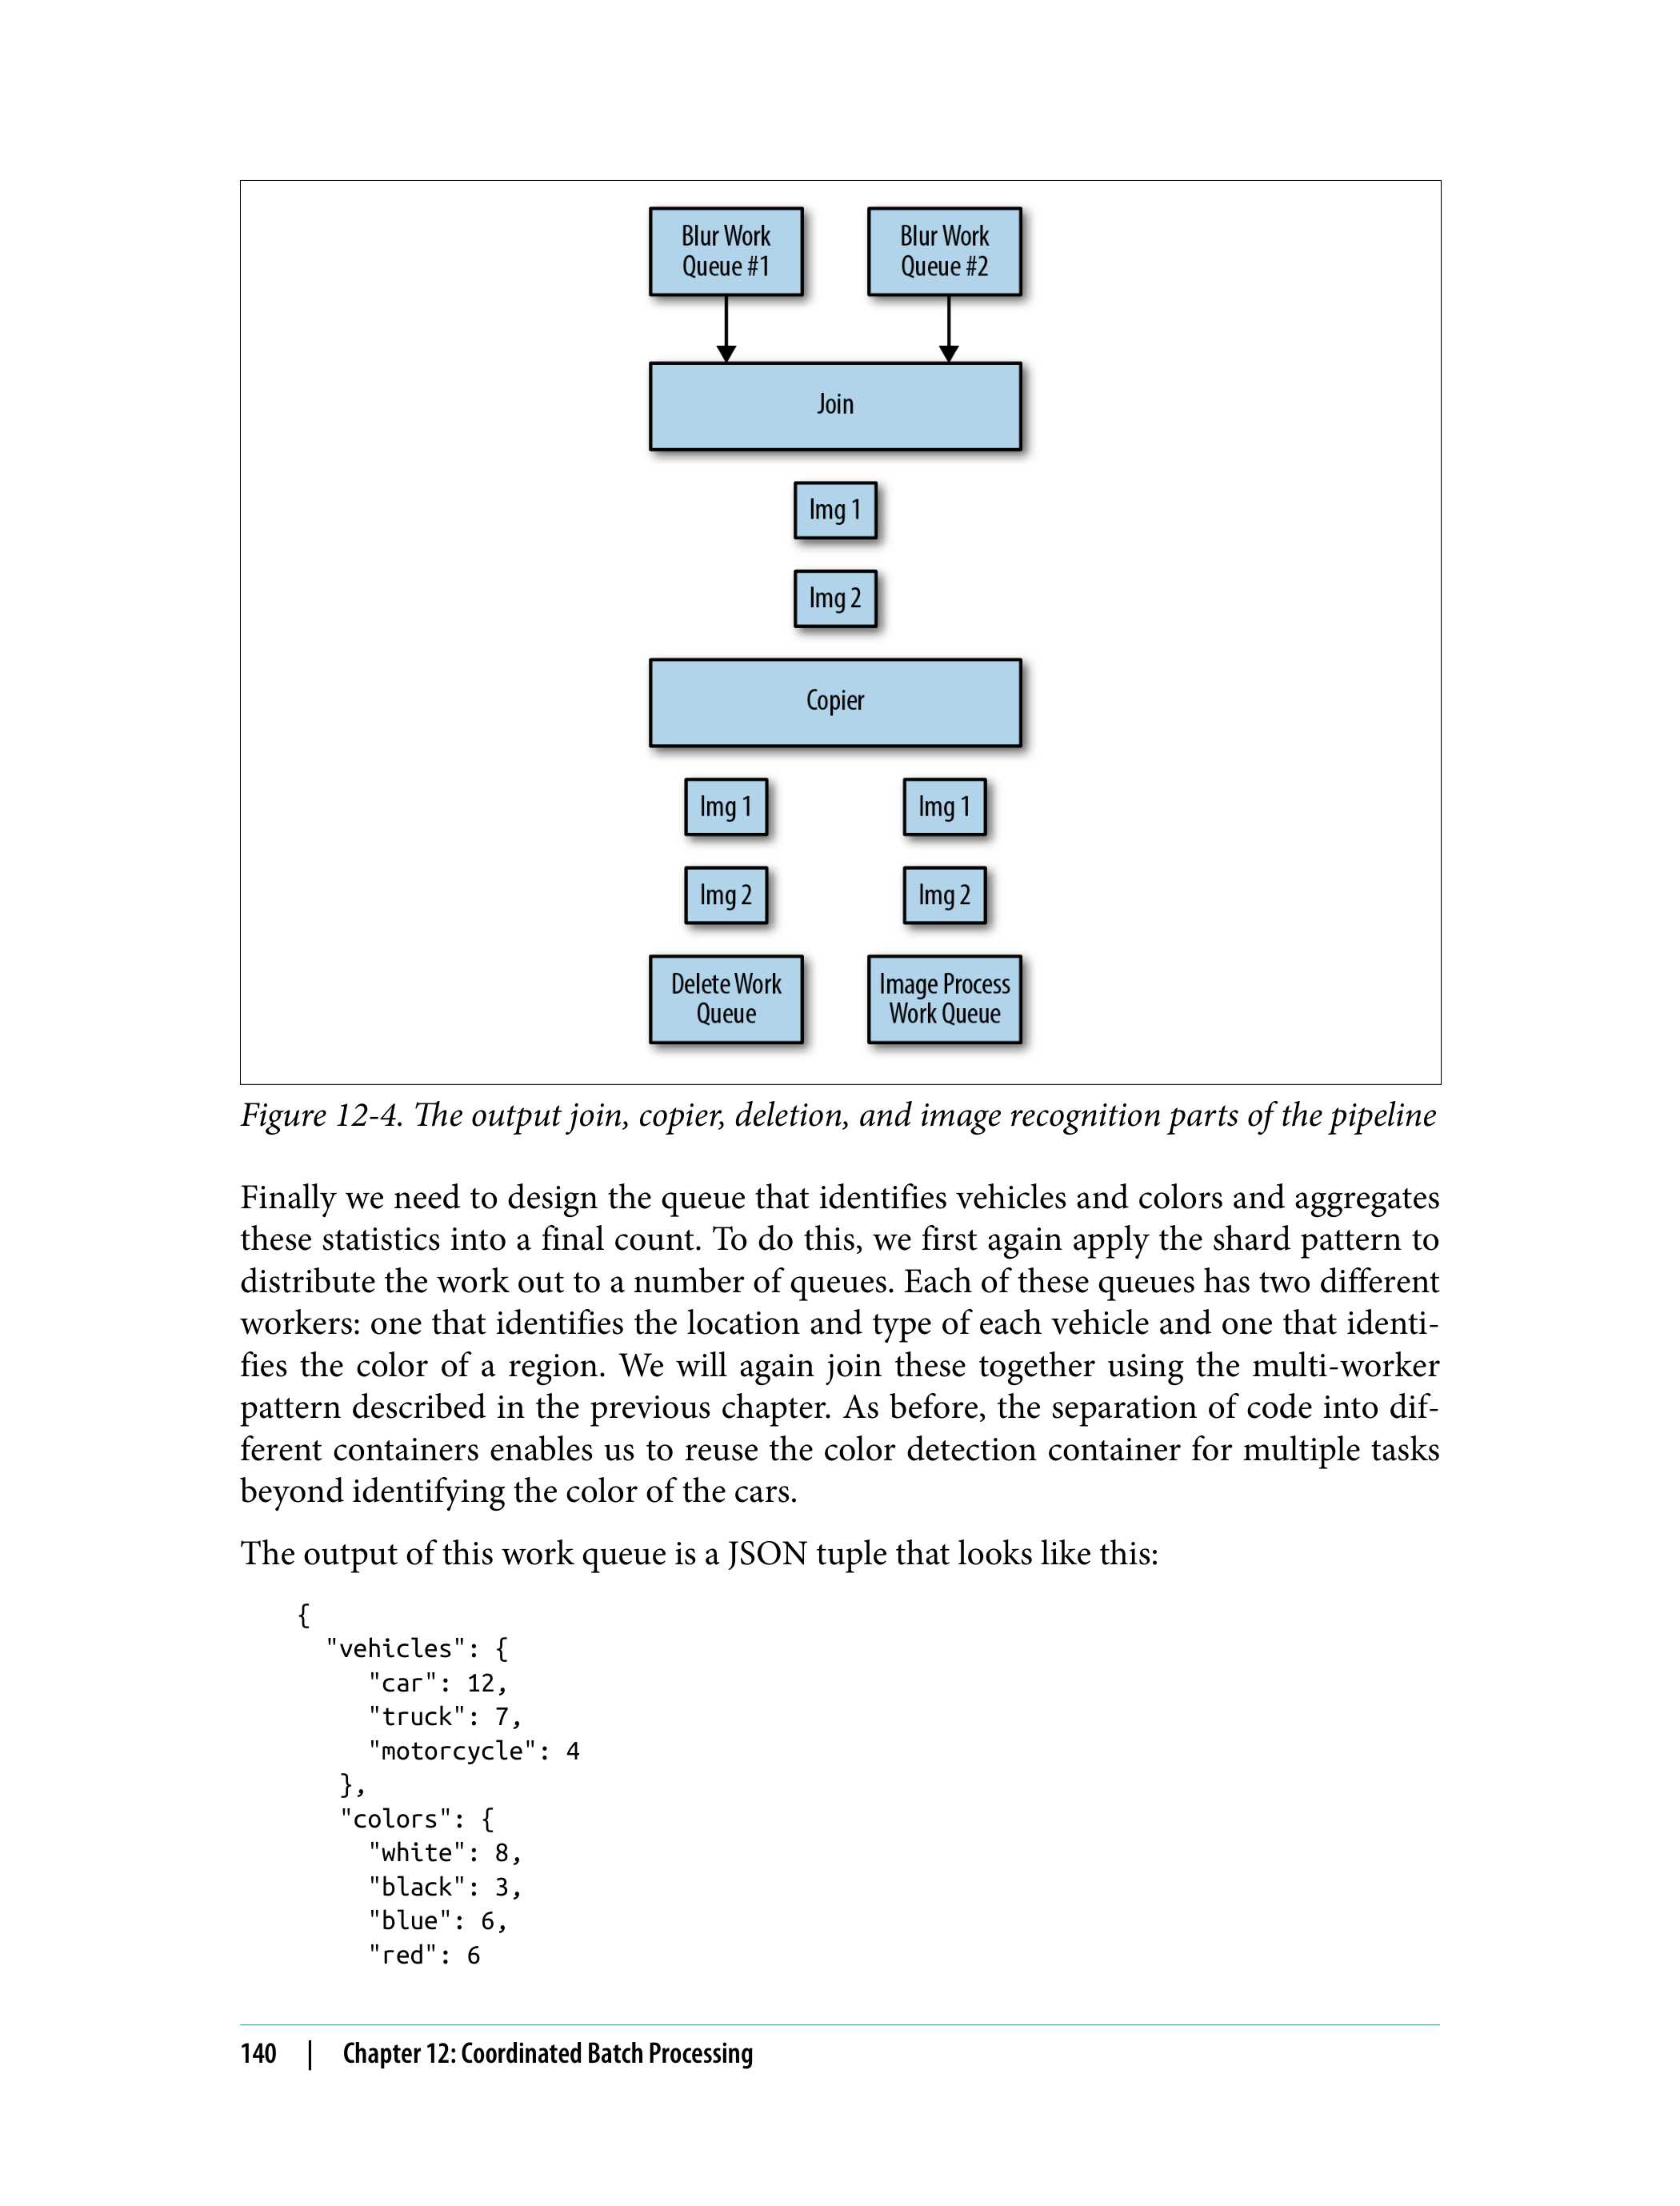 Blur Work
Queue #1
Blur Work
Queue #2
Join
Img 1
Img 2
Copier
Img 1
Img 1
Img 2
Img 2
Delete Work
Queue
Image Process
Work Queue
Figure 12-4. The output join, copier, deletion, and image recognition parts of the pipeline
Finally we need to design the queue that identifies vehicles and colors and aggregates
these statistics into a final count. To do this, we first again apply the shard pattern to
distribute the work out to a number of queues. Each of these queues has two different
workers: one that identifies the location and type of each vehicle and one that identi-
fies the color of a region. We will again join these together using the multi-worker
pattern described in the previous chapter. As before, the separation of code into dif-
ferent containers enables us to reuse the color detection container for multiple tasks
beyond identifying the color of the cars.
The output of this work queue is a JSON tuple that looks like this:
{
  "vehicles": {
     "car": 12,
     "truck": 7,
     "motorcycle": 4
   },
   "colors": {
     "white": 8,
     "black": 3,
     "blue": 6,
     "red": 6
140 | Chapter 12: Coordinated Batch Processing